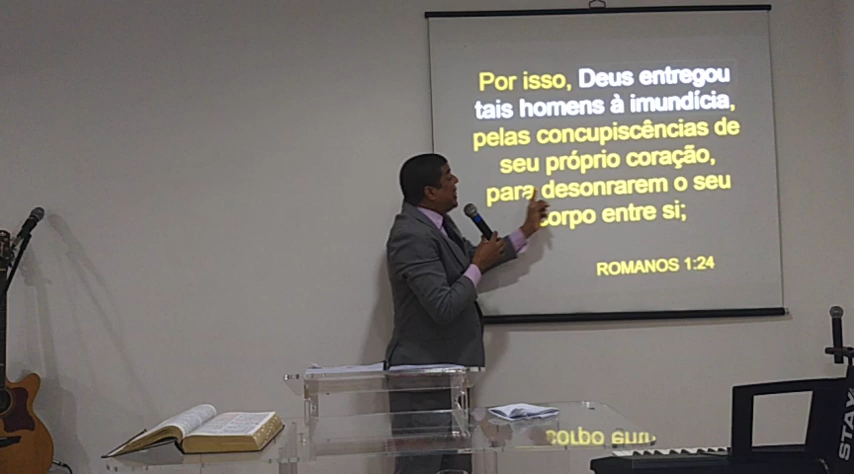 Por isso, Deus entregou
tais homens à imundícia,
pelas concupiscências de
seu próprio coração,
para desonrarem o seu
corpo entre si;
ROMANOS 1:24
STAY